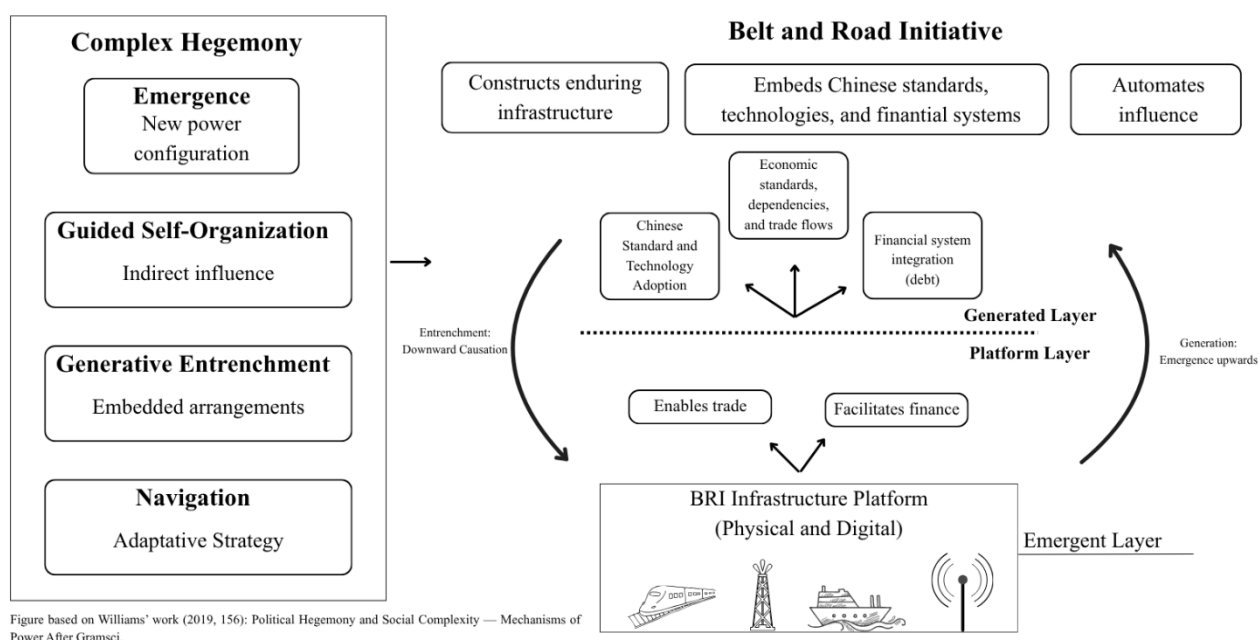 Complex Hegemony
Emergence
New power
configuration
Guided Self-Organization
Indirect influence
Generative Entrenchment
Embedded arrangements
Navigation
Adaptative Strategy
Belt and Road Initiative
Constructs enduring
infrastructure
Embeds Chinese standards,
technologies, and finantial systems
Automates
influence
Economic
standards,
dependencies,
and trade flows
Chinese
Standard and
Technology
Adoption
Financial system
integration
(debt)
Generated Layer
Entrenchment:
Downward Causation
Platform Layer
Generation:
Emergence upwards
Enables trade
Facilitates finance
BRI Infrastructure Platform
(Physical and Digital)
Emergent Layer
Figure based on Williams' work (2019, 156): Political Hegemony and Social Complexity — Mechanisms of
Power After Gramsci.